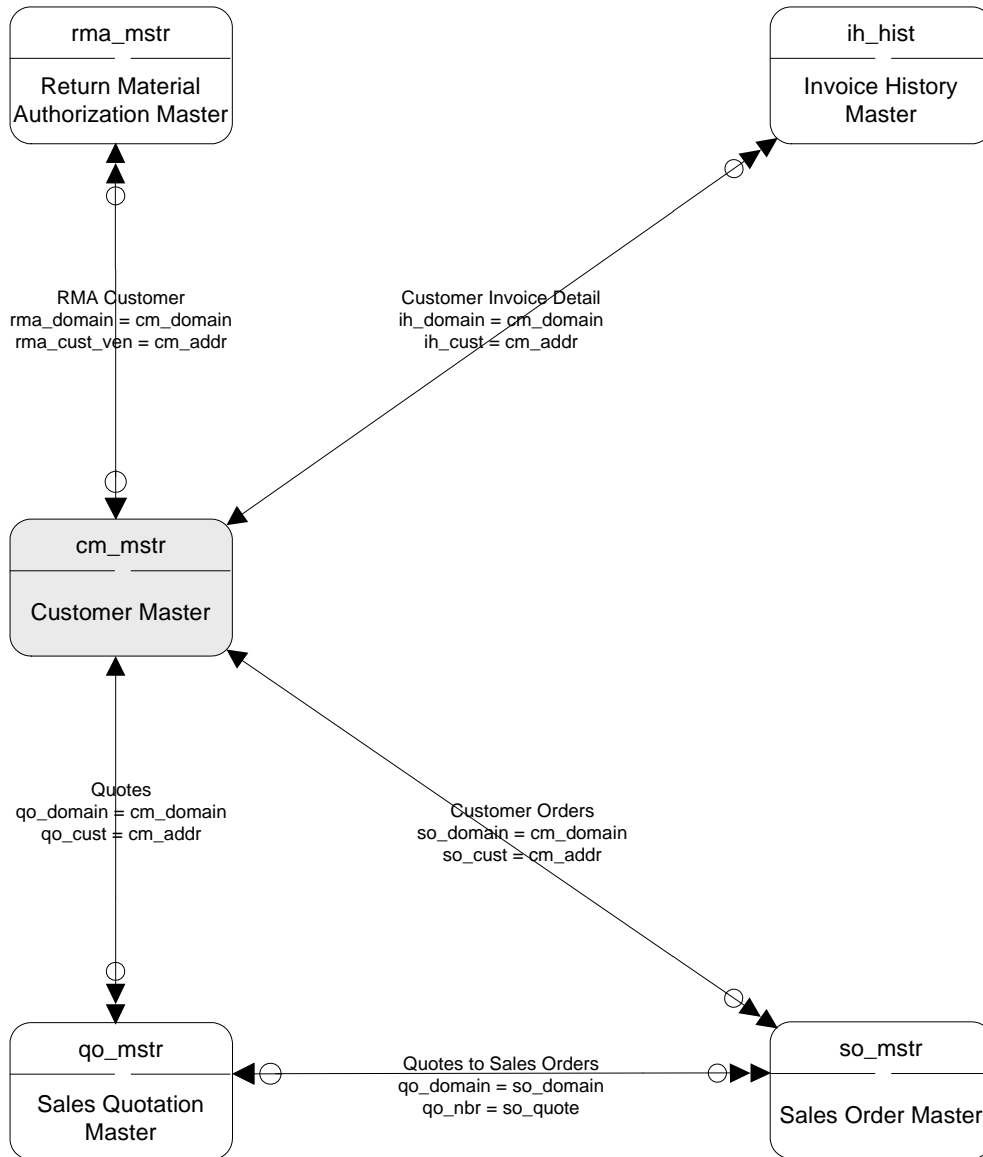 rma_mstr
Return Material
Authorization Master
ih_hist
Invoice History
Master
RMA Customer
rma_domain = cm_domain
rma_cust_ven = cm_addr
Customer Invoice Detail
ih_domain = cm_domain
ih_cust = cm_addr
cm_mstr
Customer Master
Quotes
qo_domain = cm_domain
qo_cust = cm_addr
Customer Orders
so_domain = cm_domain
so_cust = cm_addr
qo_mstr
Sales Quotation
Master
Quotes to Sales Orders
qo_domain = so_domain
qo_nbr = so_quote
so_mstr
Sales Order Master